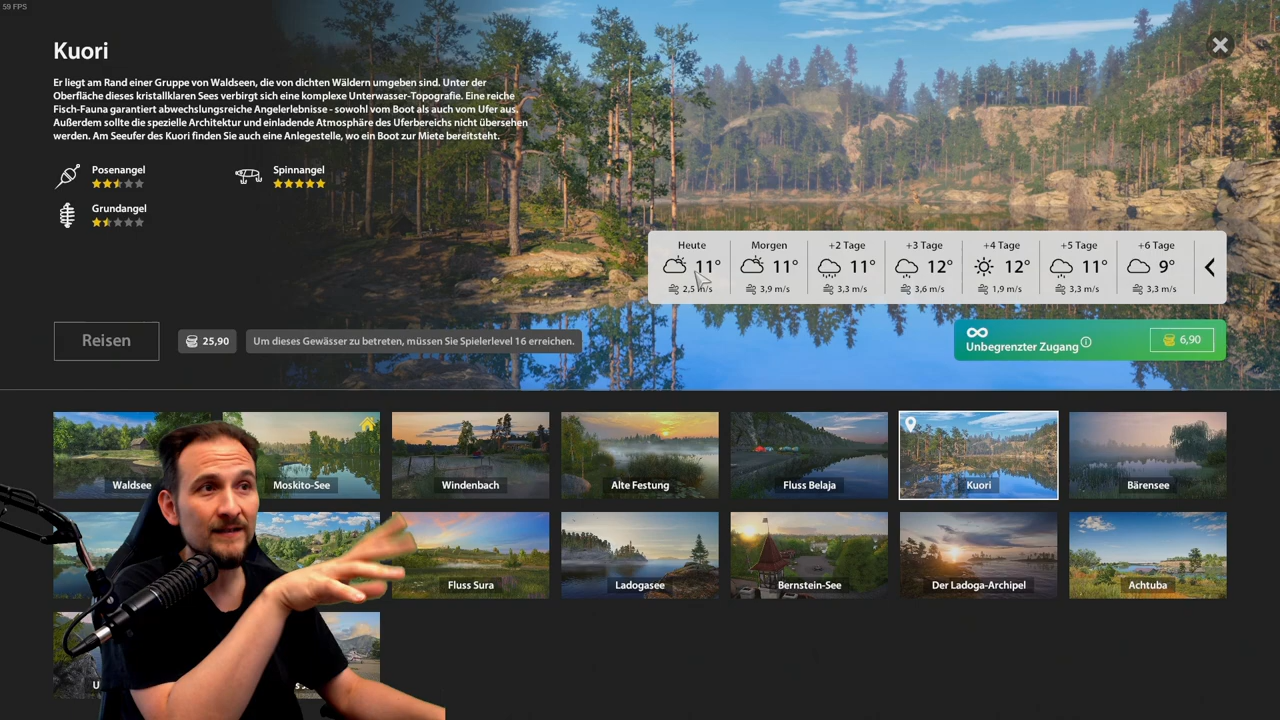 59 FPS
Kuori
Er liegt am Rand einer Gruppe von Waldseen, die von dichten Wäldern umgeben sind. Unter der
Oberfläche dieses kristallklaren Sees verbirgt sich eine komplexe Unterwasser-Topografie. Eine reiche
Fisch-Fauna garantiert abwechslungsreiche Angelerlebnisse - sowohl vom Boot als auch vom Ufer aus.
Außerdem sollte die spezielle Architektur und einladende Atmosphäre des Uferbereichs nicht übersehen
werden. Am Seeufer des Kuori finden Sie auch eine Anlegestelle, wo ein Boot zur Miete bereitsteht.
Posenangel
Spinnangel
Grundangel
Heute
Morgen
+2 Tage
+3 Tage
+4 Tage
+5 Tage
+6 Tage
11°
11°
11°
12°
12°
11°
9°
2,5 m/s
3,9 m/s
3,3 m/s
3,6 m/s
1,9 m/s
3,3 m/s
3,3 m/s
Reisen
25,90
Um dieses Gewässer zu betreten, müssen Sie Spielerlevel 16 erreichen.
Unbegrenzter Zugang
6,90
Waldsee
Moskito-See
Windenbach
Alte Festung
Fluss Belaja
Kuori
Bärensee
Fluss Sura
Ladogasee
Bernstein-See
Der Ladoga-Archipel
Achtuba